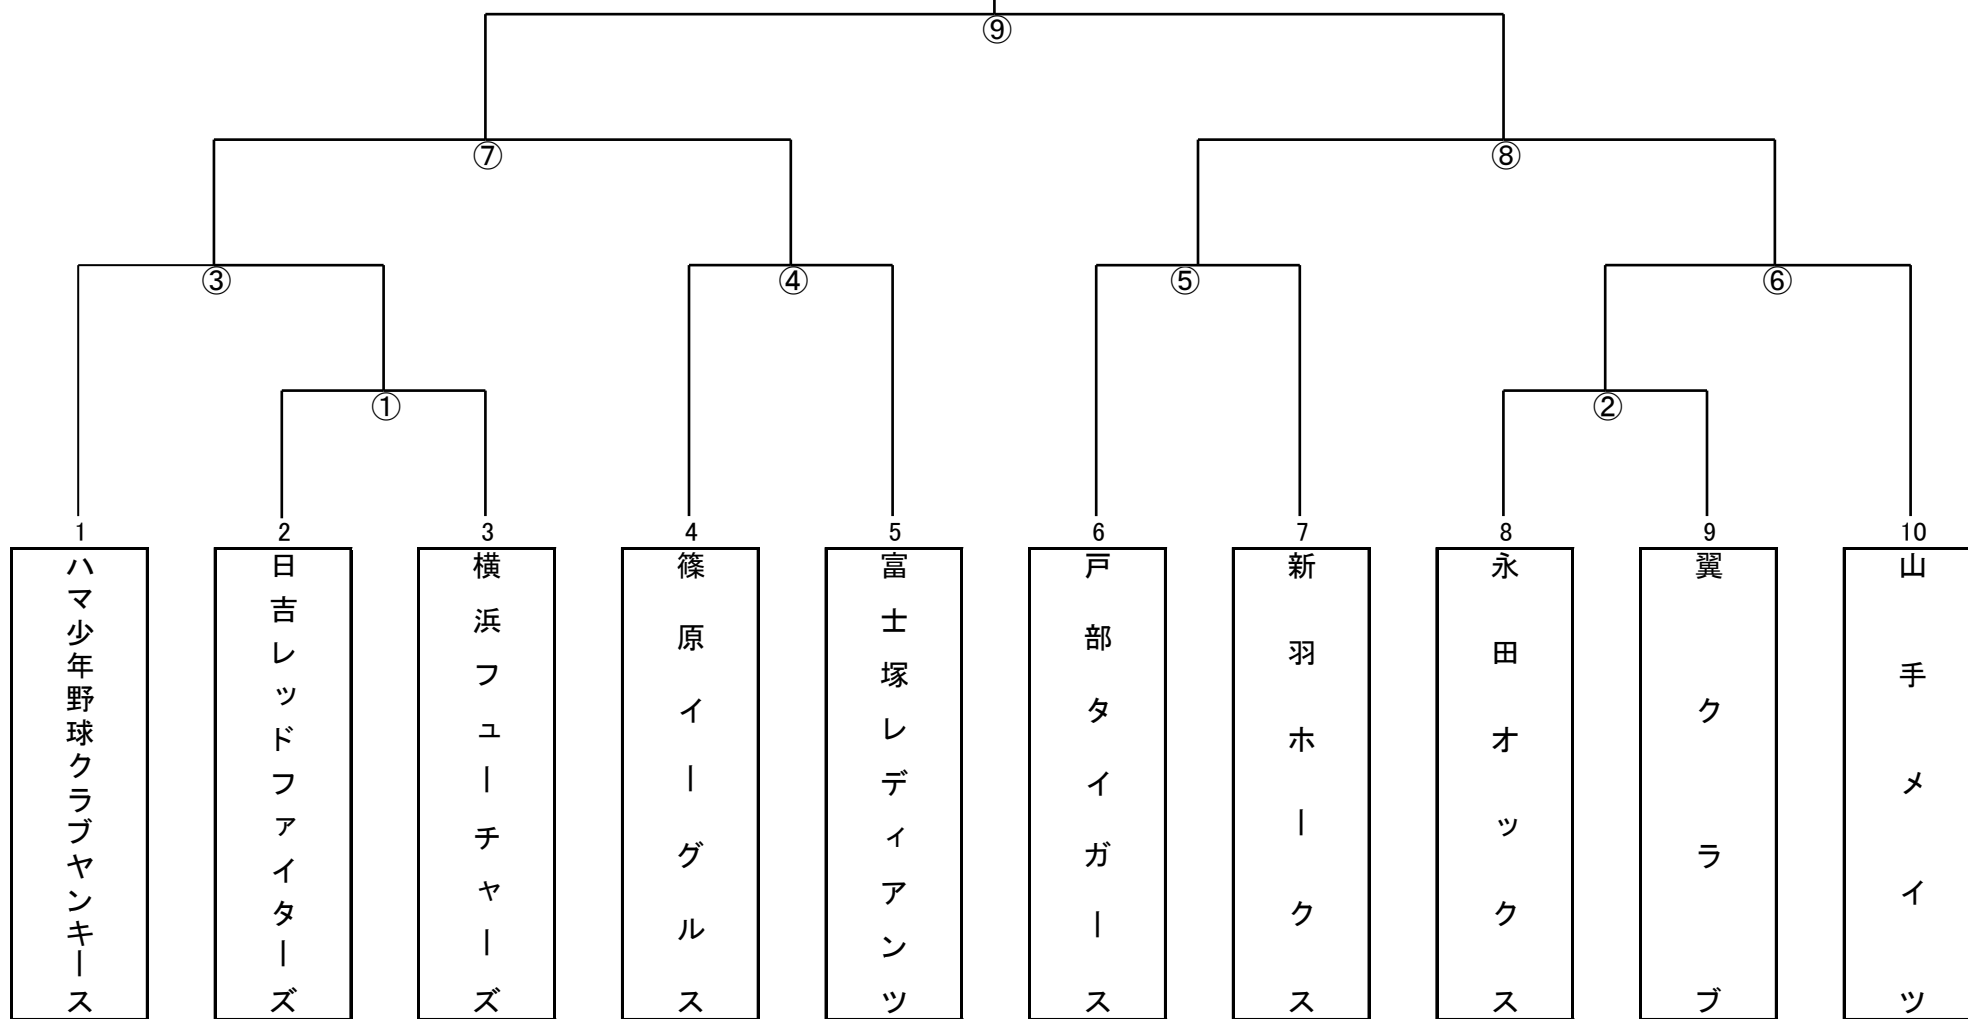 ⑨
⑦
⑧
③
④
⑤
⑥
①
②
1
2
3
4
5
6
7
8
9
10
ハマ少年野球クラブヤンキース
日吉レッドファイターズ
横浜フューチャーズ
篠原イーグルス
富士塚レディアンツ
戸部タイガース
新羽ホークス
永田オックス
翼クラブ
山手メイツ